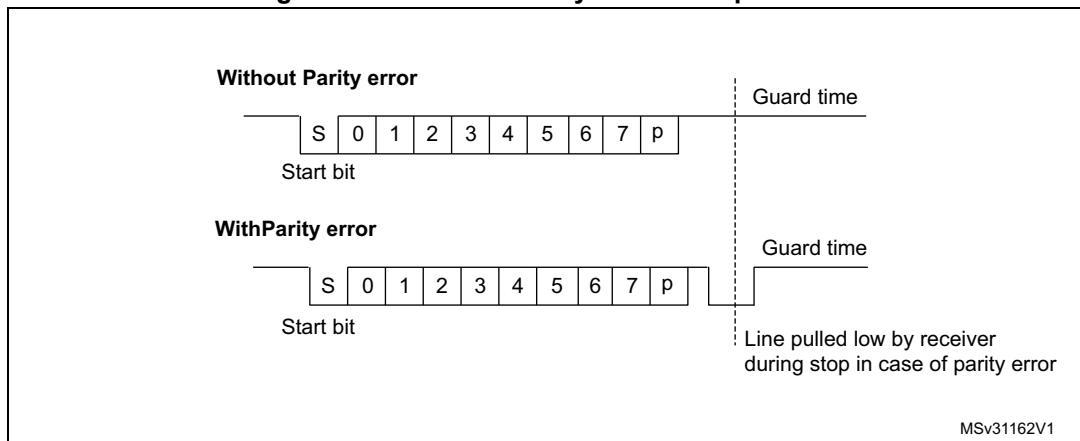 Without Parity error
Guard time
S 0 1 2 3 4 5 6 7 p
Start bit
WithParity error
Guard time
S 0 1 2 3 4 5 6 7 p
Start bit
Line pulled low by receiver
during stop in case of parity error
MSv31162V1